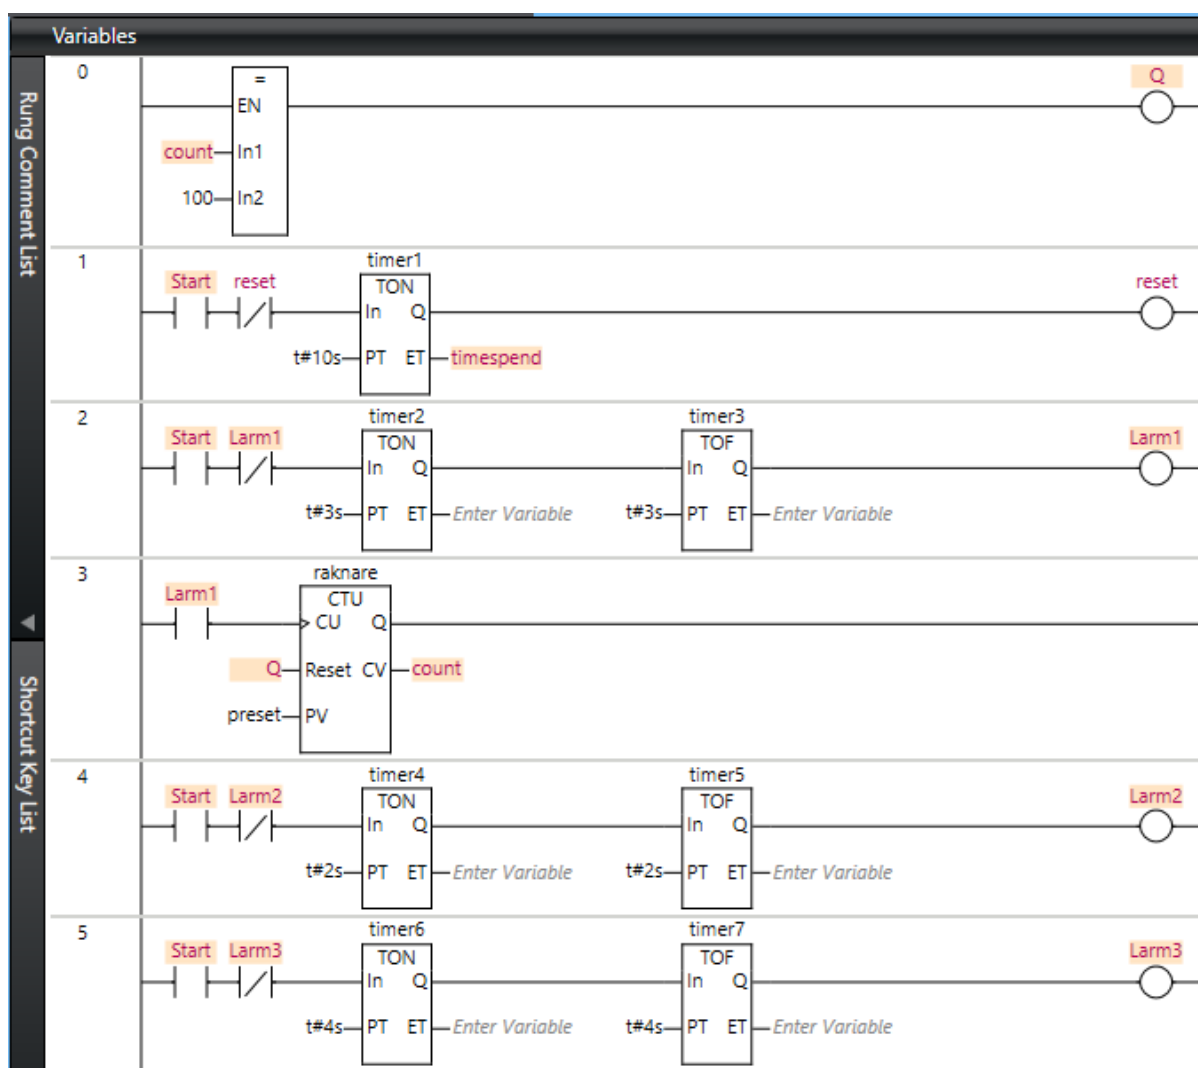 Variables
Rung Comment List
Shortcut Key List
0
=
EN
Q
count
In1
100
In2
1
timer1
Start reset
TON
reset
In Q
t#10s
PT ET
timespend
2
timer2
timer3
Start Larm1
TON
TOF
Larm1
In Q
In Q
t#3s
PT ET
Enter Variable
t#3s
PT ET
Enter Variable
3
raknare
Larm1
CTU
CU Q
Q
Reset CV
count
preset
PV
4
timer4
timer5
Start Larm2
TON
TOF
Larm2
In Q
In Q
t#2s
PT ET
Enter Variable
t#2s
PT ET
Enter Variable
5
timer6
timer7
Start Larm3
TON
TOF
Larm3
In Q
In Q
t#4s
PT ET
Enter Variable
t#4s
PT ET
Enter Variable